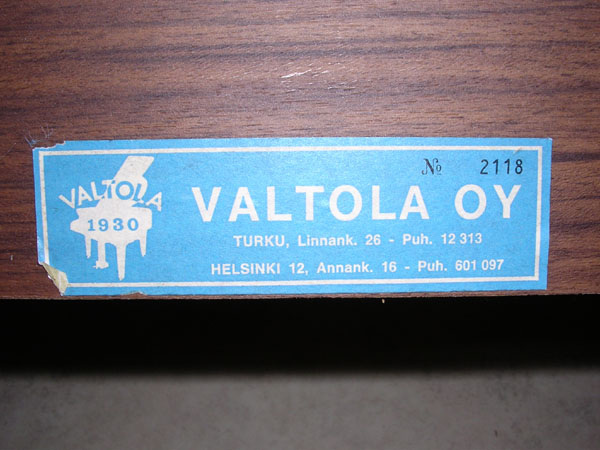 VALTOLA
1930
№ 2118
VALTOLA OY
TURKU, Linnank. 26 - Puh. 12 313
HELSINKI 12, Annank. 16 - Puh. 601 097